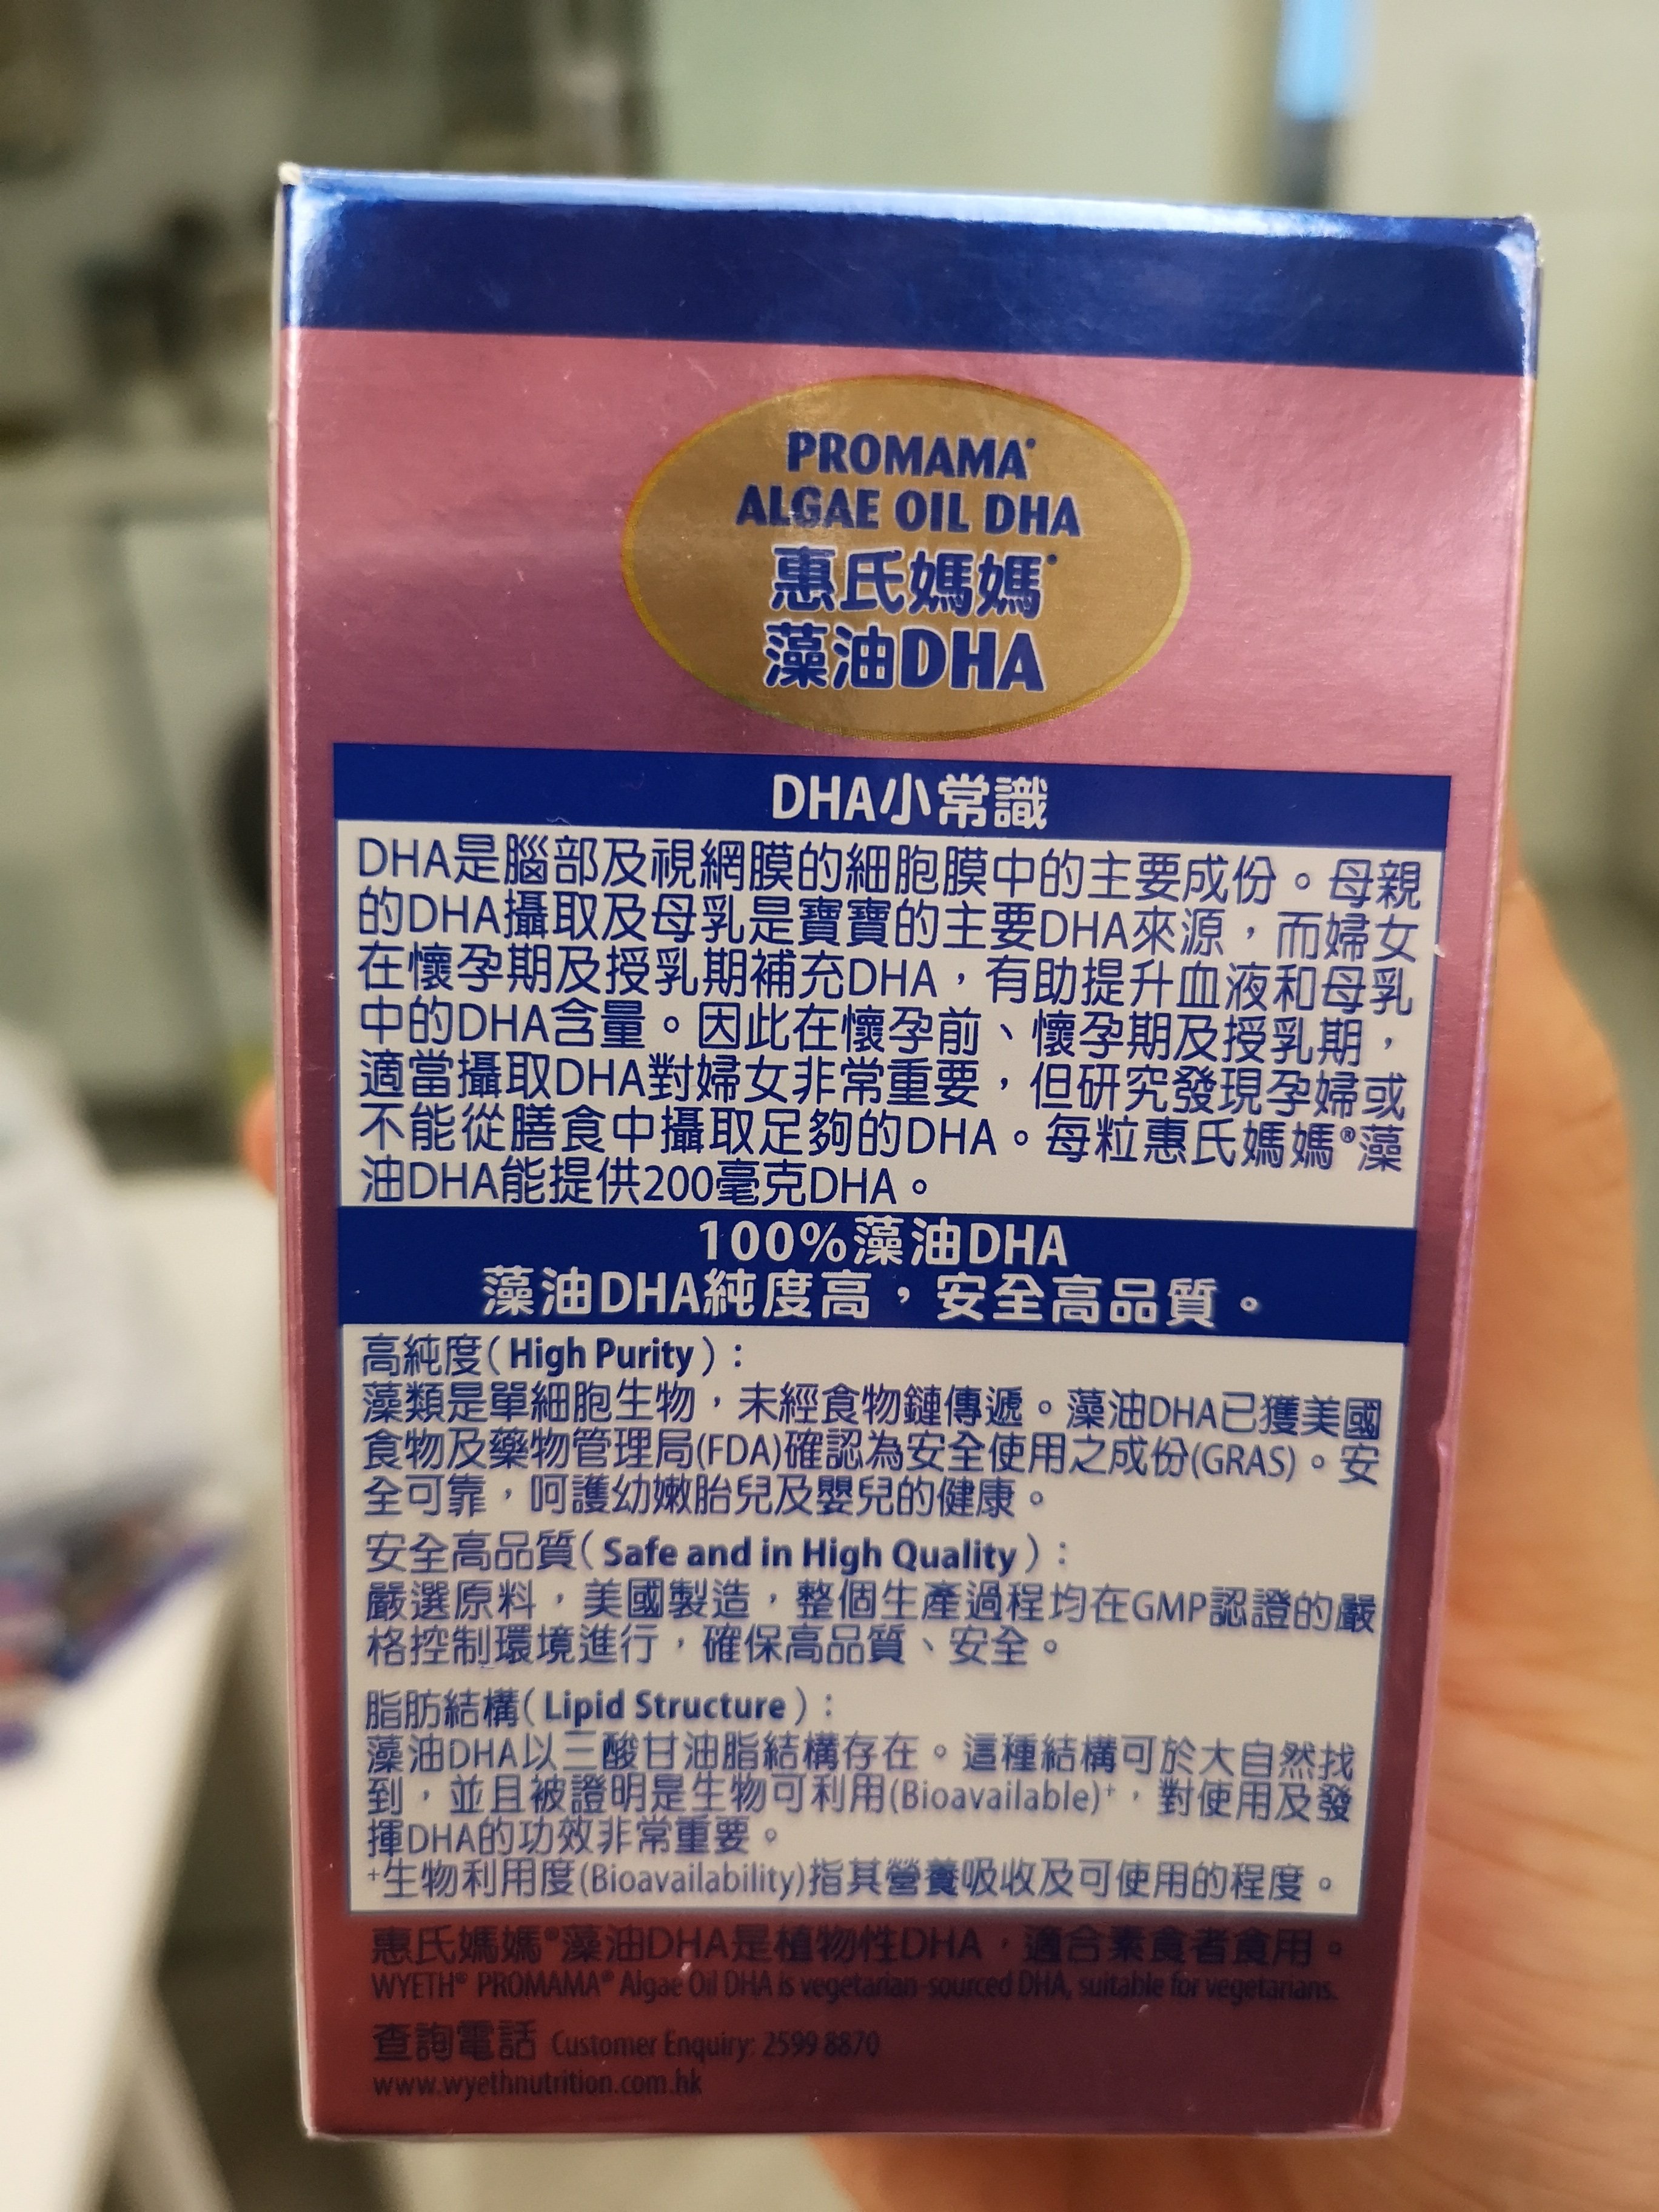 PROMAMA®
ALGAE OIL DHA
惠氏媽媽®
藻油DHA
DHA小常識
DHA是腦部及視網膜的細胞膜中的主要成份。母親
的DHA攝取及母乳是寶寶的主要DHA來源，而婦女
在懷孕期及授乳期補充DHA，有助提升血液和母乳
中的DHA含量。因此在懷孕前、懷孕期及授乳期，
適當攝取DHA對婦女非常重要，但研究發現孕婦或
不能從膳食中攝取足夠的DHA。每粒惠氏媽媽®藻
油DHA能提供200毫克DHA。
100%藻油DHA
藻油DHA純度高，安全高品質。
高純度(High Purity)：
藻類是單細胞生物，未經食物鏈傳遞。藻油DHA已獲美國
食物及藥物管理局(FDA)確認為安全使用之成份(GRAS)。安
全可靠，呵護幼嫩胎兒及嬰兒的健康。
安全高品質(Safe and in High Quality)：
嚴選原料，美國製造，整個生產過程均在GMP認證的嚴
格控制環境進行，確保高品質、安全。
脂肪結構(Lipid Structure)：
藻油DHA以三酸甘油脂結構存在。這種結構可於大自然找
到，並且被證明是生物可利用(Bioavailable)⁺，對使用及發
揮DHA的功效非常重要。
⁺生物利用度(Bioavailability)指其營養吸收及可使用的程度。
惠氏媽媽®藻油DHA是植物性DHA，適合素食者食用。
WYETH® PROMAMA® Algae Oil DHA is vegetarian-sourced DHA, suitable for vegetarians.
查詢電話 Customer Enquiry: 2599 8870
www.wyethnutrition.com.hk